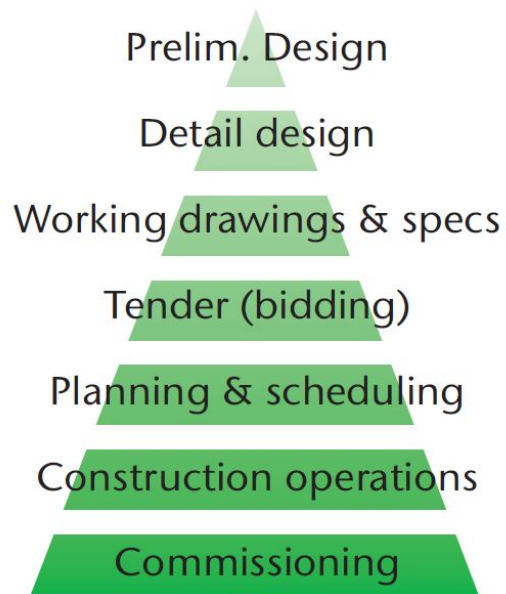 Prelim. Design
Detail design
Working drawings & specs
Tender (bidding)
Planning & scheduling
Construction operations
Commissioning